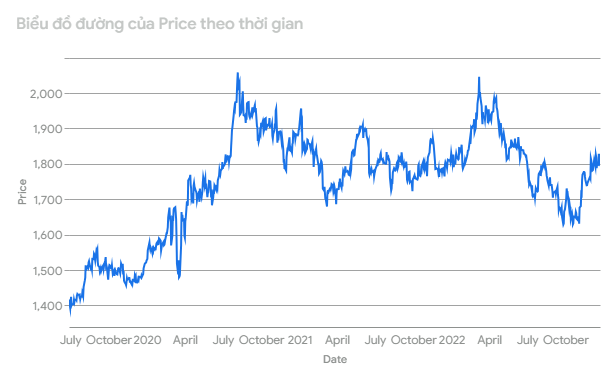 Biểu đồ đường của Price theo thời gian
2,000
1,900
1,800
1,700
1,600
1,500
1,400
Price
July October 2020 April July October 2021 April July October 2022 April July October
Date